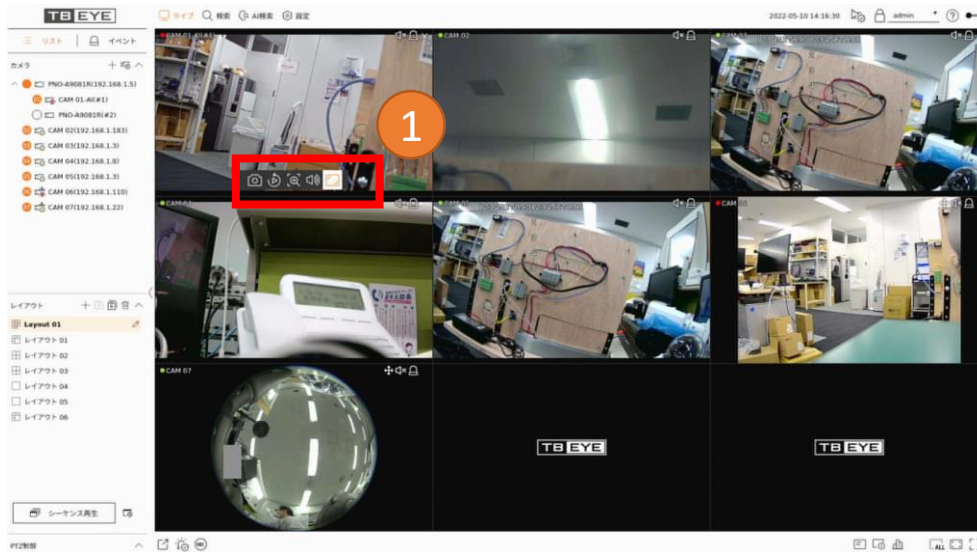 TB EYE
ライブ 検索 AI検索 設定
2022-05-10 14:16:30 admin
リスト イベント
カメラ
PNO-A9081R(192.168.1.5)
CAM 01-AI(#1)
PNO-A9081R(#2)
CAM 02(192.168.1.183)
CAM 03(192.168.1.3)
CAM 04(192.168.1.8)
CAM 05(192.168.1.3)
CAM 06(192.168.1.110)
CAM 07(192.168.1.22)
レイアウト
Layout 01
レイアウト 01
レイアウト 02
レイアウト 03
レイアウト 04
レイアウト 05
レイアウト 06
シーケンス再生
PTZ制御
CAM 01-AI(#1)
CAM 02
1
CAM 07
TB EYE
TB EYE
ALL